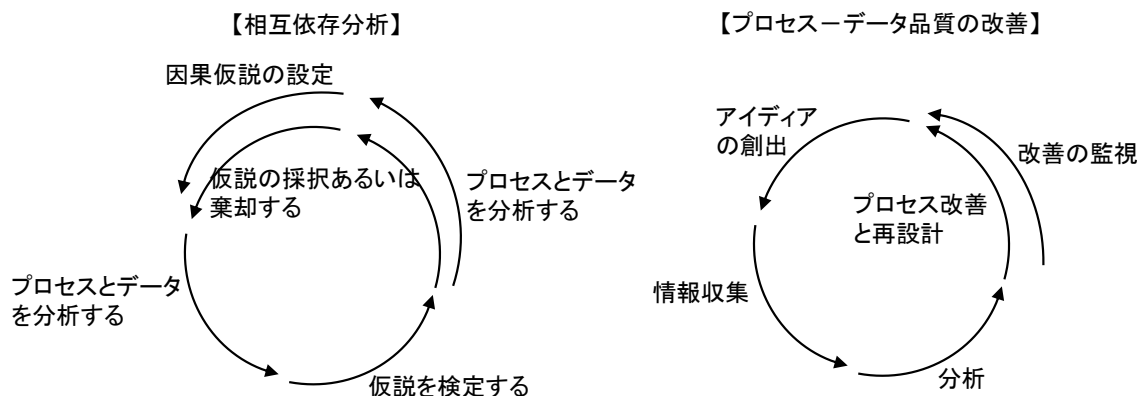 【相互依存分析】
因果仮説の設定
仮説の採択あるいは
棄却する
プロセスとデータ
を分析する
プロセスとデータ
を分析する
仮説を検定する
【プロセス－データ品質の改善】
アイディア
の創出
改善の監視
プロセス改善
と再設計
情報収集
分析